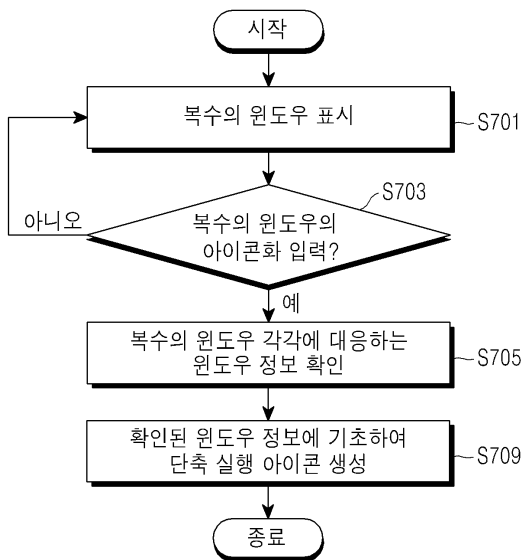 시작
복수의 윈도우 표시
S701
S703
복수의 윈도우의
아이콘화 입력?
아니오
예
복수의 윈도우 각각에 대응하는
윈도우 정보 확인
S705
확인된 윈도우 정보에 기초하여
단축 실행 아이콘 생성
S709
종료